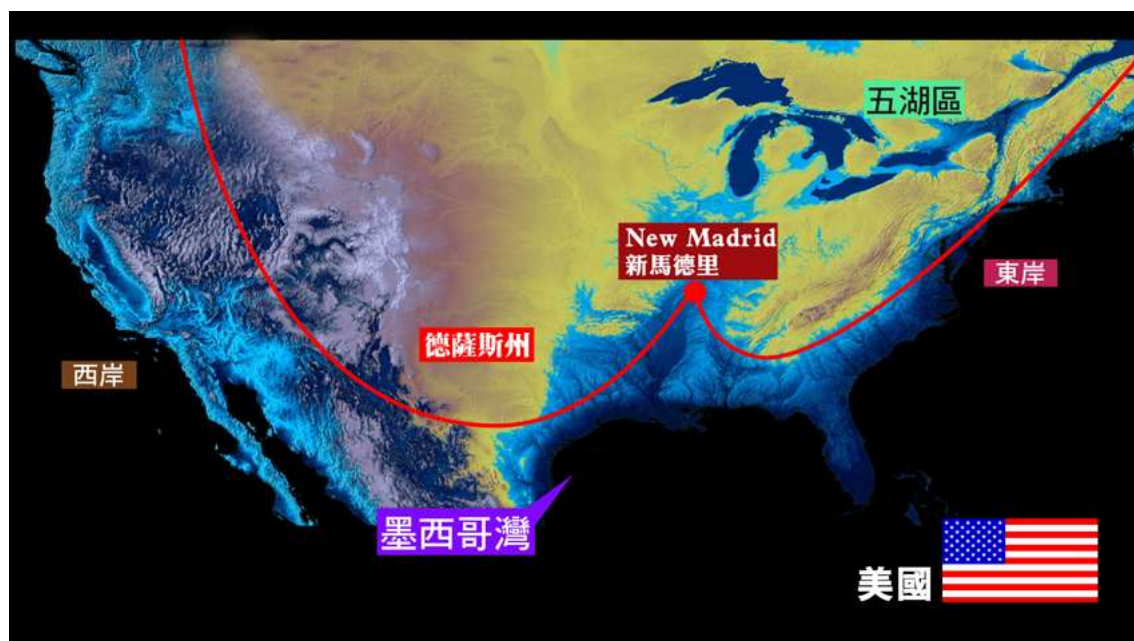 五湖區
New Madrid
新馬德里
東岸
德薩斯州
西岸
墨西哥灣
美國